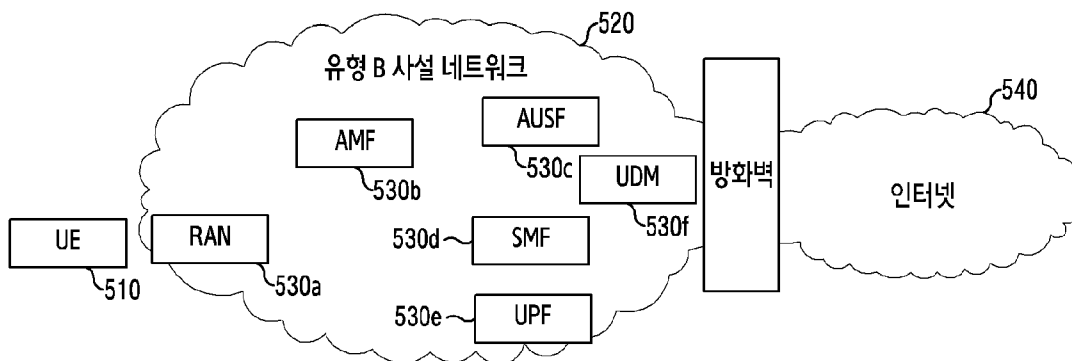 520
유형 B 사설 네트워크
540
AUSF
AMF
530c
방화벽
530b
UDM
인터넷
530f
UE
RAN
530d
SMF
510
530a
530e
UPF